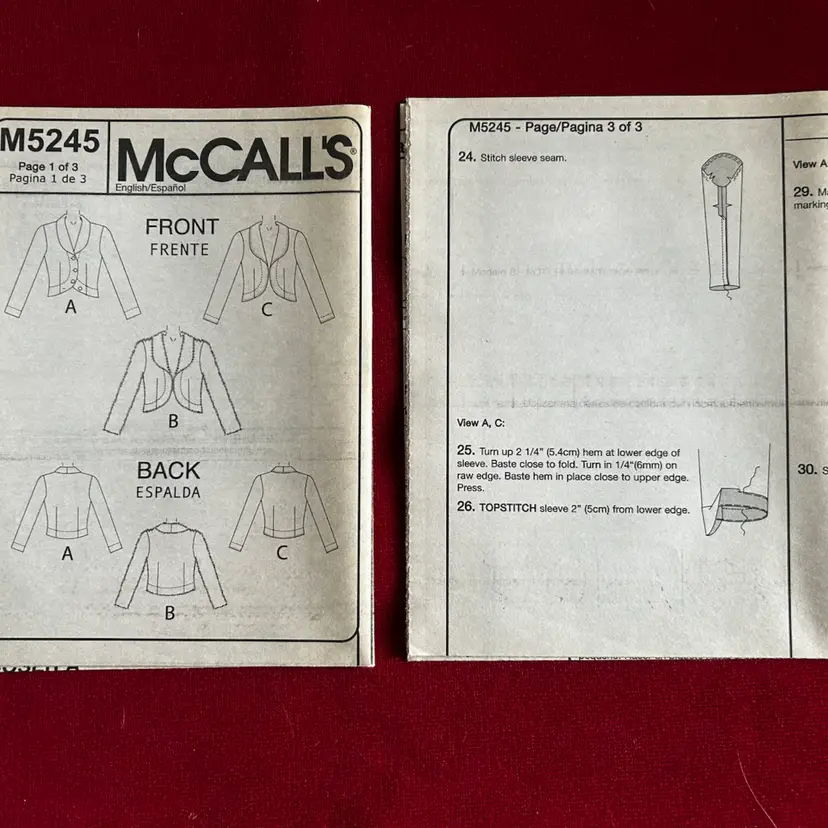 M5245
Page 1 of 3
Pagina 1 de 3
McCALL'S®
English/Español
FRONT
FRENTE
A
C
B
BACK
ESPALDA
A
C
B
M5245 - Page/Pagina 3 of 3
24. Stitch sleeve seam.
View A, C:
25. Turn up 2 1/4" (5.4cm) hem at lower edge of
sleeve. Baste close to fold. Turn in 1/4"(6mm) on
raw edge. Baste hem in place close to upper edge.
Press.
26. TOPSTITCH sleeve 2" (5cm) from lower edge.
View A
29.
marking
30.